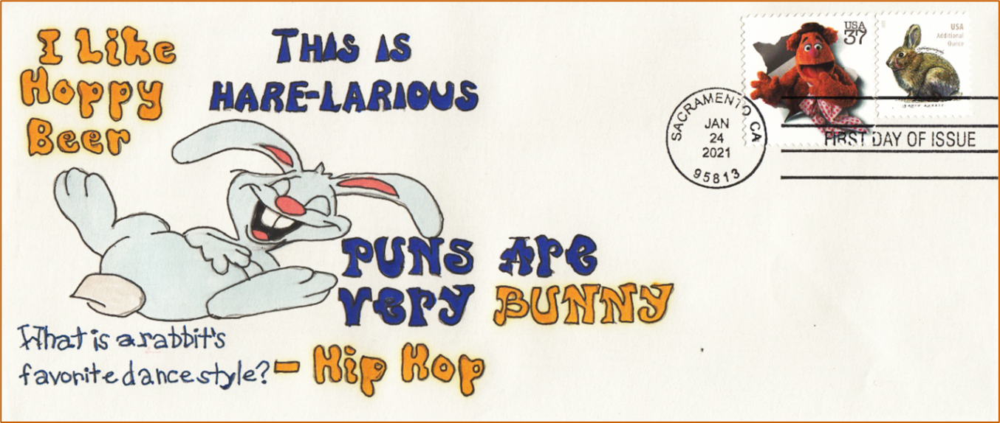 I Like
Hoppy
Beer
THIS IS
HARE-LARIOUS
PUNS Are
very BUNNY
What is a rabbit's
favorite dance style? - Hip Hop
USA
37
USA
Additional
Ounce
SACRAMENTO, CA
JAN
24
2021
95813
FIRST DAY OF ISSUE